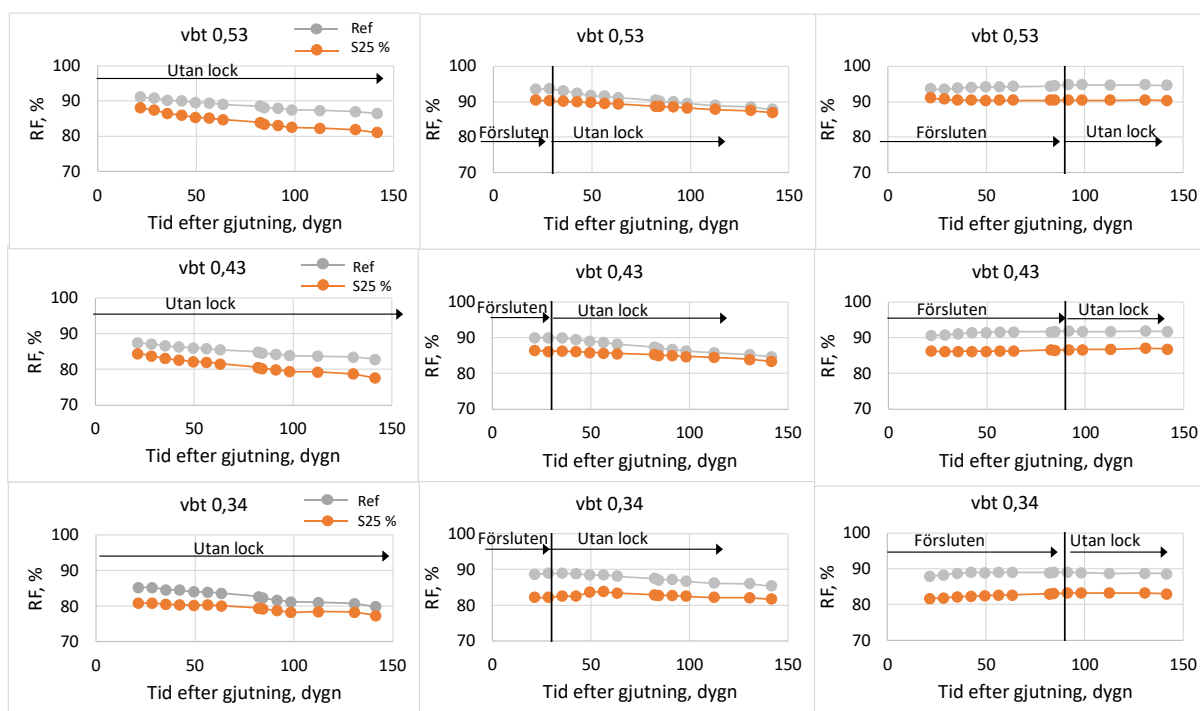 vbt 0,53
Ref
S25 %
Utan lock
RF, %
100
90
80
70
0
50
100
150
Tid efter gjutning, dygn
vbt 0,53
RF, %
100
90
80
70
Försluten
Utan lock
0
50
100
150
Tid efter gjutning, dygn
vbt 0,53
RF, %
100
90
80
70
Försluten
Utan lock
0
50
100
150
Tid efter gjutning, dygn
vbt 0,43
Ref
S25 %
Utan lock
RF, %
100
90
80
70
0
50
100
150
Tid efter gjutning, dygn
vbt 0,43
Försluten
Utan lock
RF, %
100
90
80
70
0
50
100
150
Tid efter gjutning, dygn
vbt 0,43
Försluten
Utan lock
RF, %
100
90
80
70
0
50
100
150
Tid efter gjutning, dygn
vbt 0,34
Ref
S25 %
Utan lock
RF, %
100
90
80
70
0
50
100
150
Tid efter gjutning, dygn
vbt 0,34
Försluten
Utan lock
RF, %
100
90
80
70
0
50
100
150
Tid efter gjutning, dygn
vbt 0,34
Försluten
Utan lock
RF, %
100
90
80
70
0
50
100
150
Tid efter gjutning, dygn